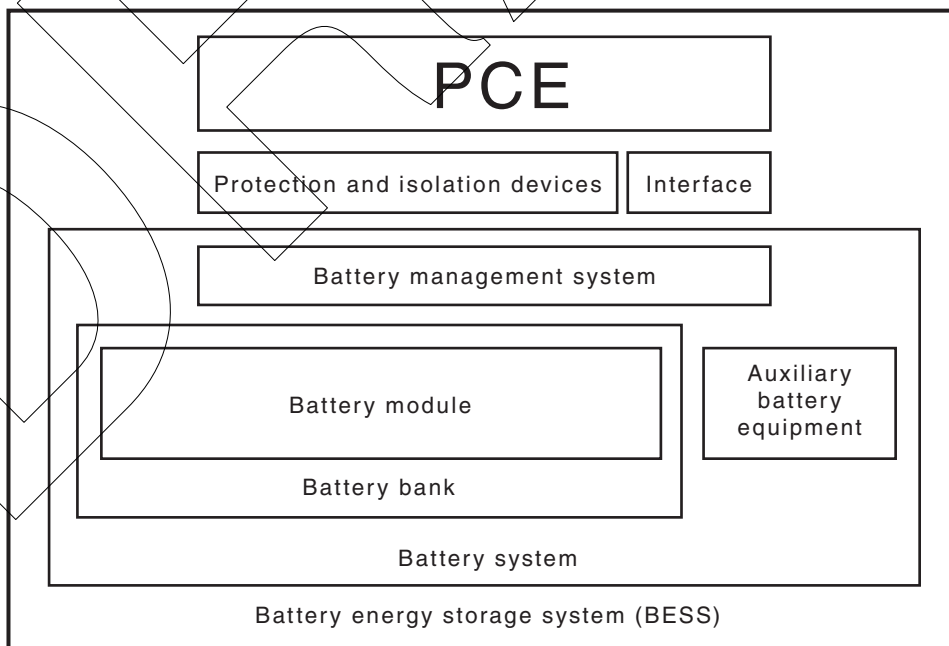 PCE
Protection and isolation devices
Interface
Battery management system
Battery module
Auxiliary
battery
equipment
Battery bank
Battery system
Battery energy storage system (BESS)